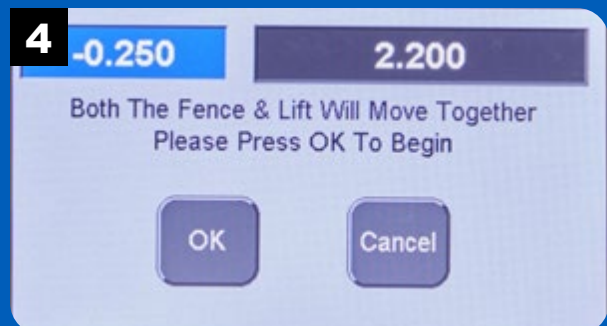 4
-0.250 2.200
Both The Fence & Lift Will Move Together
Please Press OK To Begin
OK Cancel